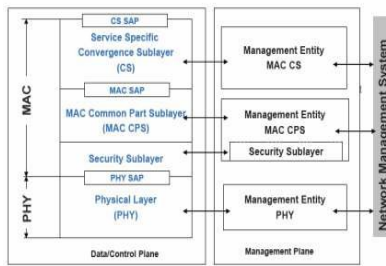 CS SAP
Service Specific
Convergence Sublayer
(CS)
MAC SAP
MAC Common Part Sublayer
(MAC CPS)
Security Sublayer
PHY SAP
Physical Layer
(PHY)
Data/Control Plane
MAC
PHY
Management Entity
MAC CS
Management Entity
MAC CPS
Security Sublayer
Management Entity
PHY
Management Plane
Network Management System